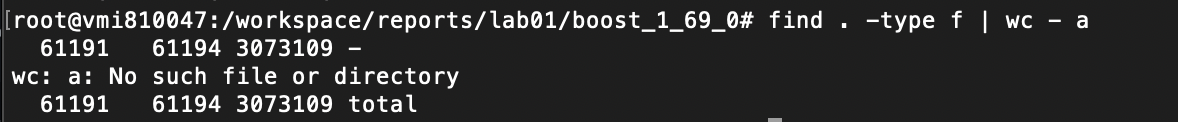 [root@vmi810047:/workspace/reports/lab01/boost_1_69_0# find . -type f | wc - a
  61191   61194 3073109 -
wc: a: No such file or directory
  61191   61194 3073109 total